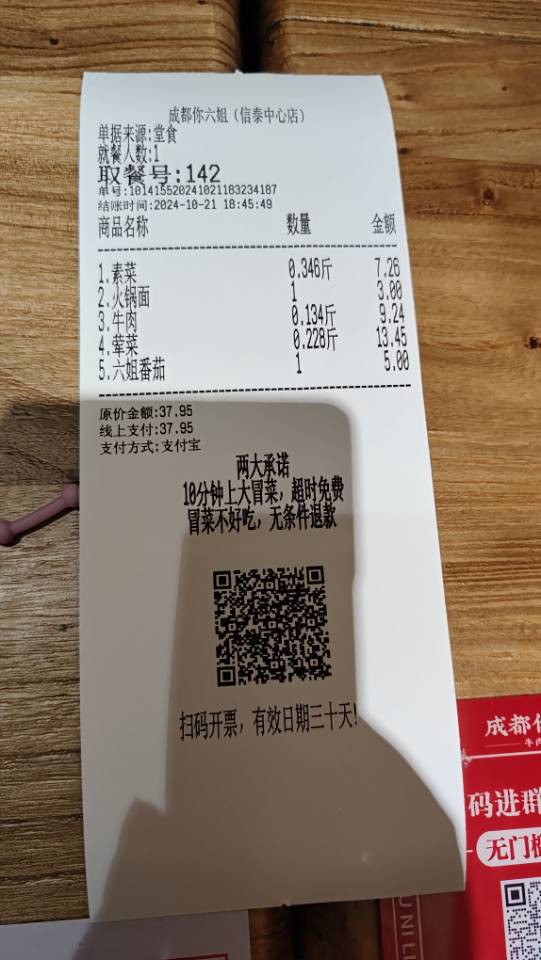 成都你六姐（信泰中心店）
单据来源:堂食
就餐人数:1
取餐号:142
单号:101415520241021183234187
结账时间:2024-10-21 18:45:49
商品名称 数量 金额
1.素菜 0.346斤 7.26
2.火锅面 1 3.00
3.牛肉 0.134斤 9.24
4.荤菜 0.228斤 13.45
5.六姐番茄 1 5.00
原价金额:37.95
线上支付:37.95
支付方式:支付宝
两大承诺
10分钟上大冒菜，超时免费
冒菜不好吃，无条件退款
扫码开票，有效日期三十天!
成都你
牛肉
码进群
无门槛
UNI LI